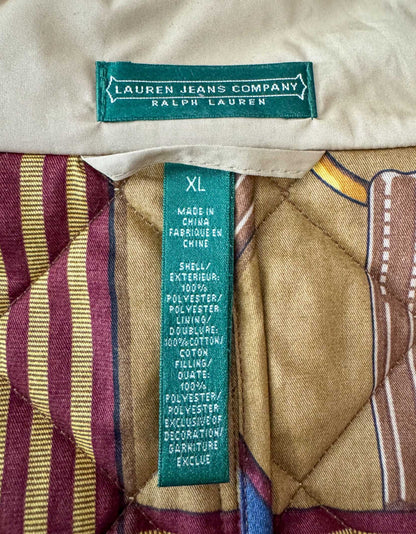 LAUREN JEANS COMPANY
RALPH LAUREN
XL
MADE IN
CHINA
FABRIQUE EN
CHINE
SHELL/
EXTERIEUR:
100%
POLYESTER/
POLYESTER
LINING/
DOUBLURE:
100% COTTON/
COTON
FILLING/
OUATE:
100%
POLYESTER/
POLYESTER
EXCLUSIVE OF
DECORATION/
GARNITURE
EXCLUE